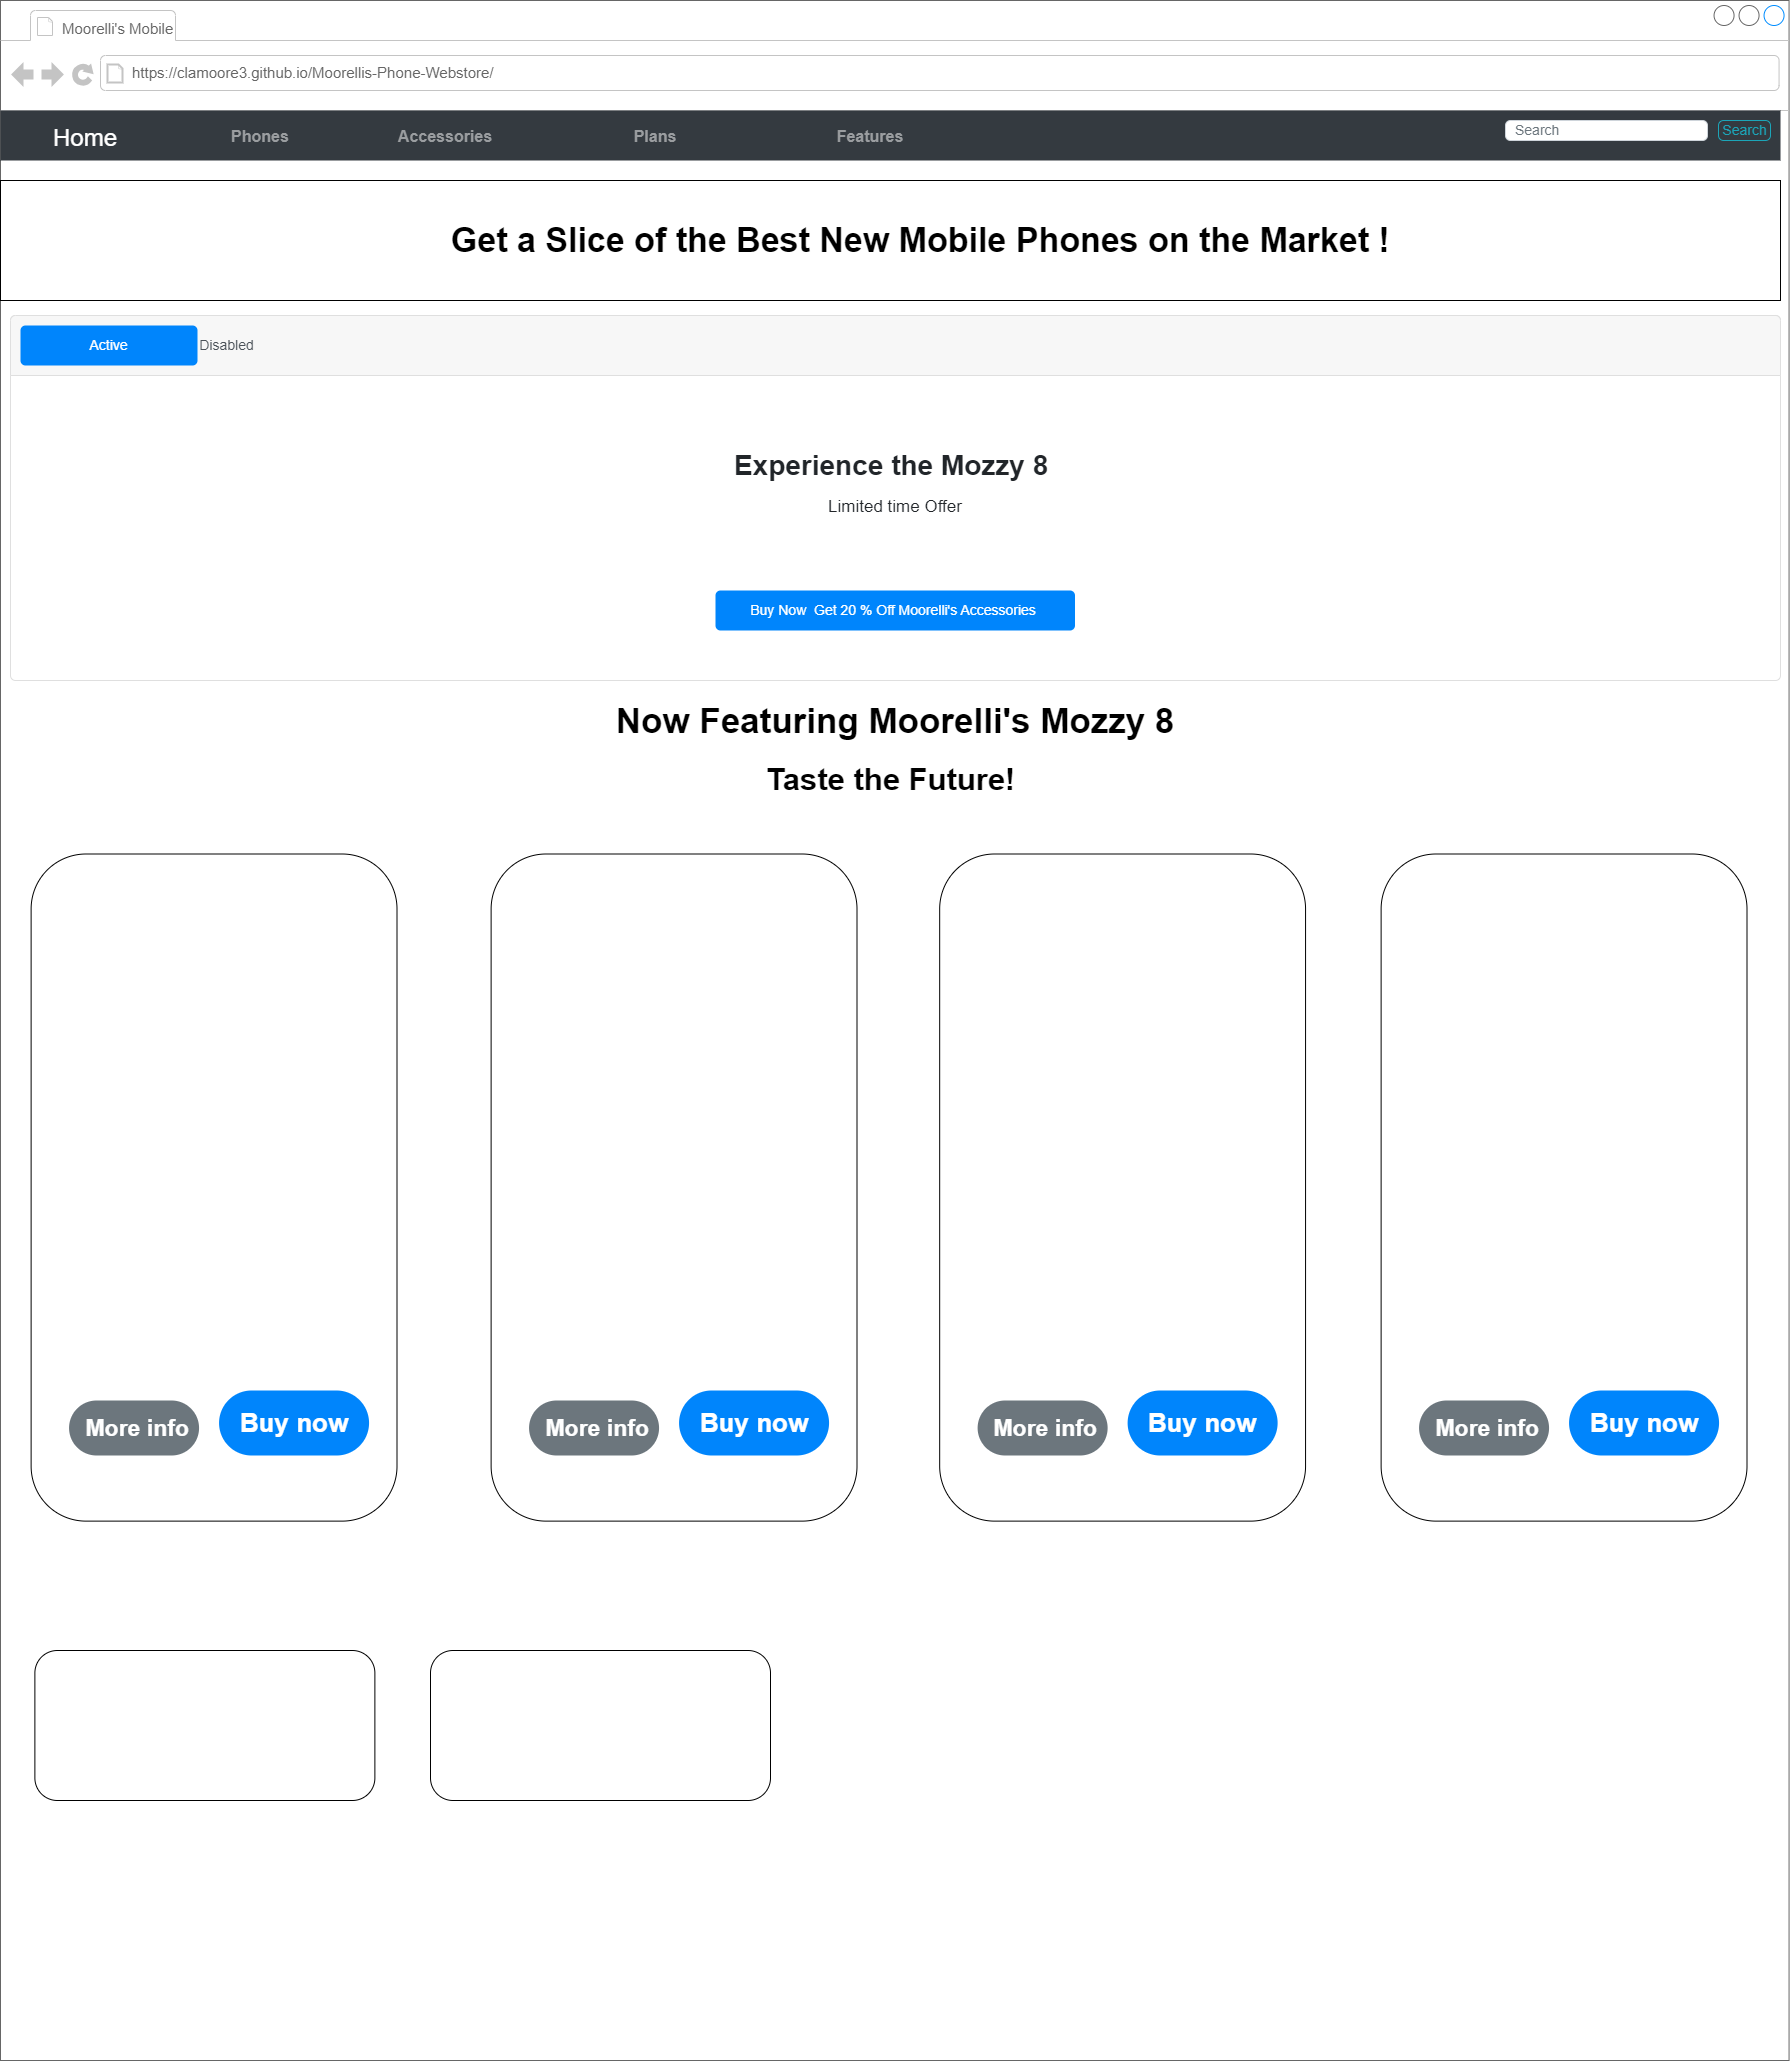 Moorelli's Mobile
https://clamoore3.github.io/Moorellis-Phone-Webstore/
Home Phones Accessories Plans Features Search Search
Get a Slice of the Best New Mobile Phones on the Market !
Active Disabled
Experience the Mozzy 8
Limited time Offer
Buy Now  Get 20 % Off Moorelli's Accessories
Now Featuring Moorelli's Mozzy 8
Taste the Future!
More info Buy now More info Buy now More info Buy now More info Buy now